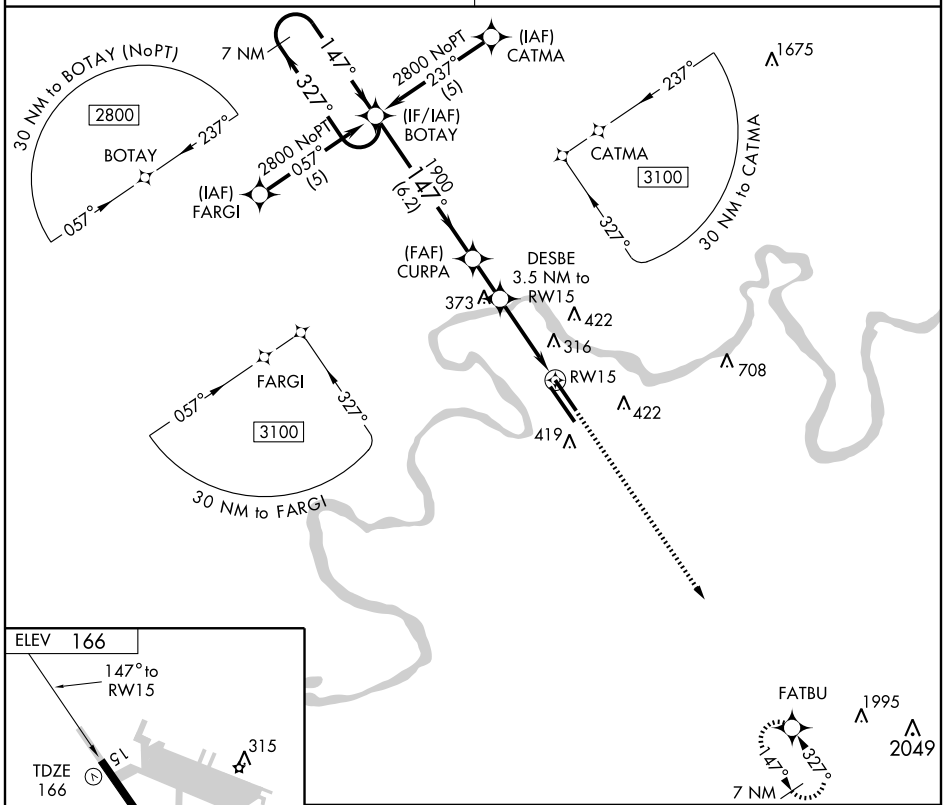 7 NM
147°
327°
(IAF)
CATMA
2800 NoPT
237°
(5)
1675
30 NM to BOTAY (NoPT)
2800
237°
BOTAY
057°
(IF/IAF)
BOTAY
2800 NoPT
057°
(5)
(IAF)
FARGI
1900
147°
(6.2)
237°
CATMA
3100
327°
30 NM to CATMA
(FAF)
CURPA
DESBE
3.5 NM to
RW15
373
422
316
708
RW15
422
419
FARGI
057°
327°
3100
30 NM to FARGI
ELEV 166
147° to
RW15
15
TDZE
166
V
315
FATBU
1995
2049
147°
327°
7 NM